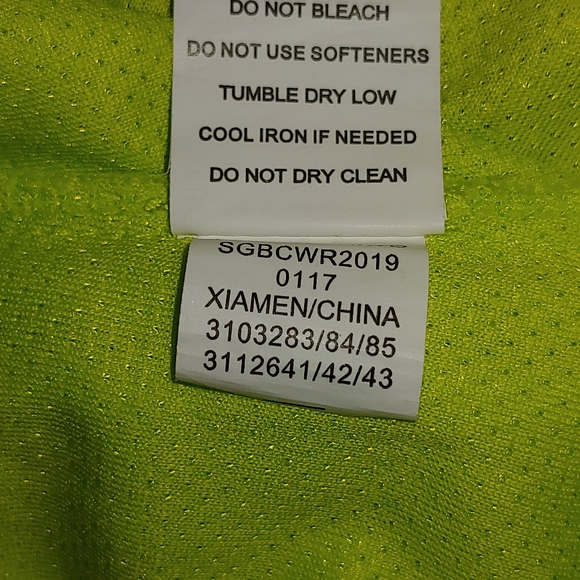 DO NOT BLEACH
DO NOT USE SOFTENERS
TUMBLE DRY LOW
COOL IRON IF NEEDED
DO NOT DRY CLEAN
SGBCWR2019
0117
XIAMEN/CHINA
3103283/84/85
3112641/42/43